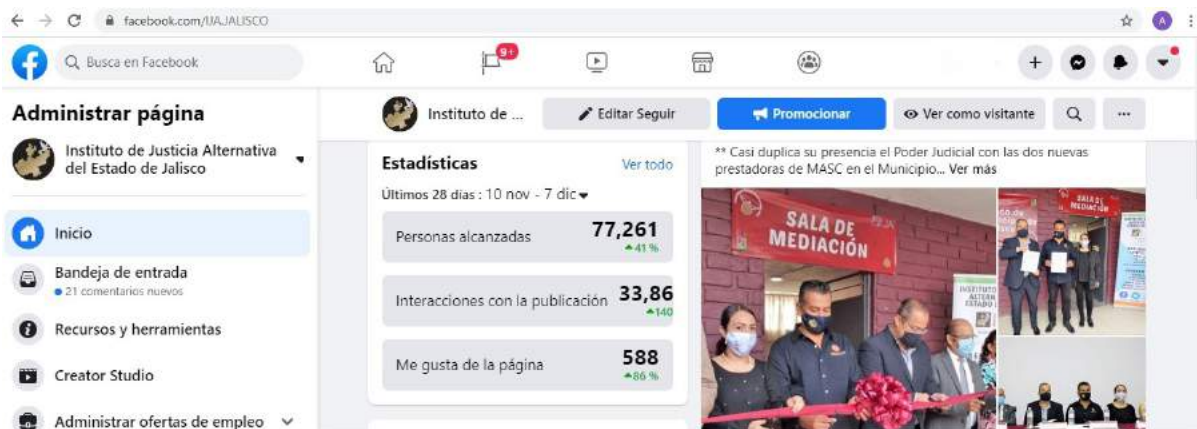 facebook.com/IJAJALISCO
Busca en Facebook
9+
A
Administrar página
Instituto de Justicia Alternativa
del Estado de Jalisco
Inicio
Bandeja de entrada
21 comentarios nuevos
Recursos y herramientas
Creator Studio
Administrar ofertas de empleo
Instituto de ...
Editar Seguir
Promocionar
Ver como visitante
Estadísticas
Ver todo
Últimos 28 días : 10 nov - 7 dic
Personas alcanzadas
77,261
41 %
Interacciones con la publicación
33,86
140
Me gusta de la página
588
86 %
** Casi duplica su presencia el Poder Judicial con las dos nuevas
prestadoras de MASC en el Municipio... Ver más
SALA DE
MEDIACIÓN
INSTITUTO
ALTERN
ESTADO
SALA DE
MEDIACIÓN